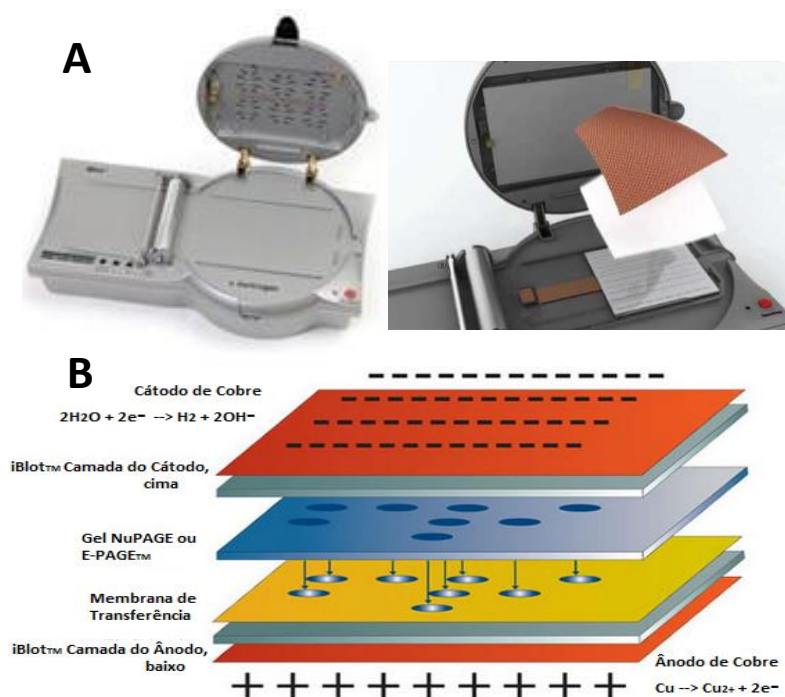 A
B
Cátodo de Cobre
2H2O + 2e⁻ --> H2 + 2OH⁻
iBlotTM Camada do Cátodo,
cima
Gel NuPAGE ou
E-PAGETM
Membrana de
Transferência
iBlotTM Camada do Ânodo,
baixo
Ânodo de Cobre
Cu --> Cu2+ + 2e⁻